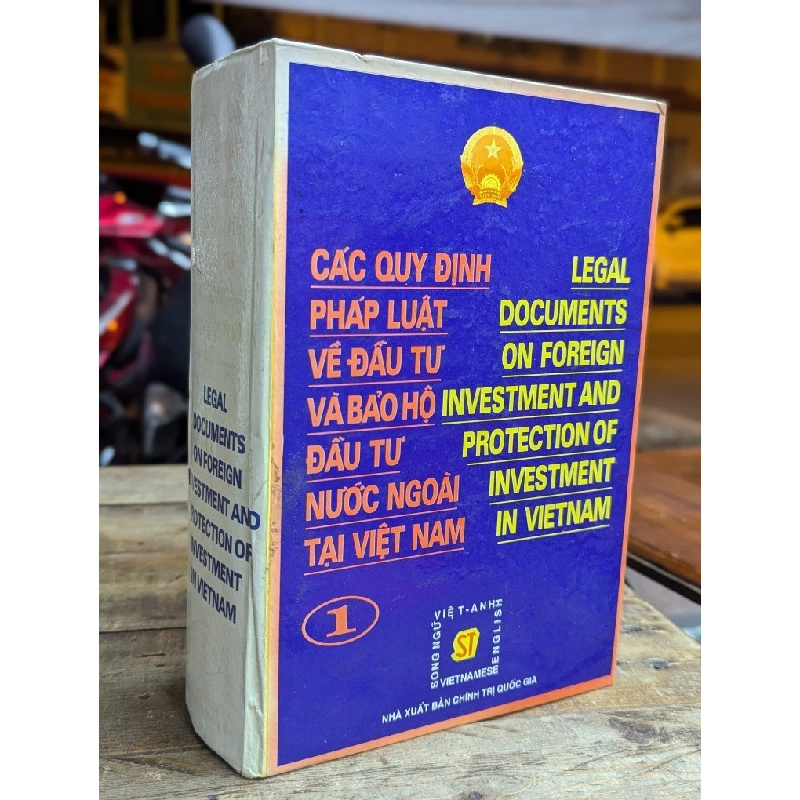 CÁC QUY ĐỊNH
PHÁP LUẬT
VỀ ĐẦU TƯ
VÀ BẢO HỘ
ĐẦU TƯ
NƯỚC NGOÀI
TẠI VIỆT NAM
LEGAL
DOCUMENTS
ON FOREIGN
INVESTMENT AND
PROTECTION OF
INVESTMENT
IN VIETNAM
1
SONG NGỮ
VIỆT-ANH
ST
VIETNAMESE
ENGLISH
NHÀ XUẤT BẢN CHÍNH TRỊ QUỐC GIA
LEGAL
DOCUMENTS
ON FOREIGN
INVESTMENT AND
PROTECTION OF
INVESTMENT
IN VIETNAM